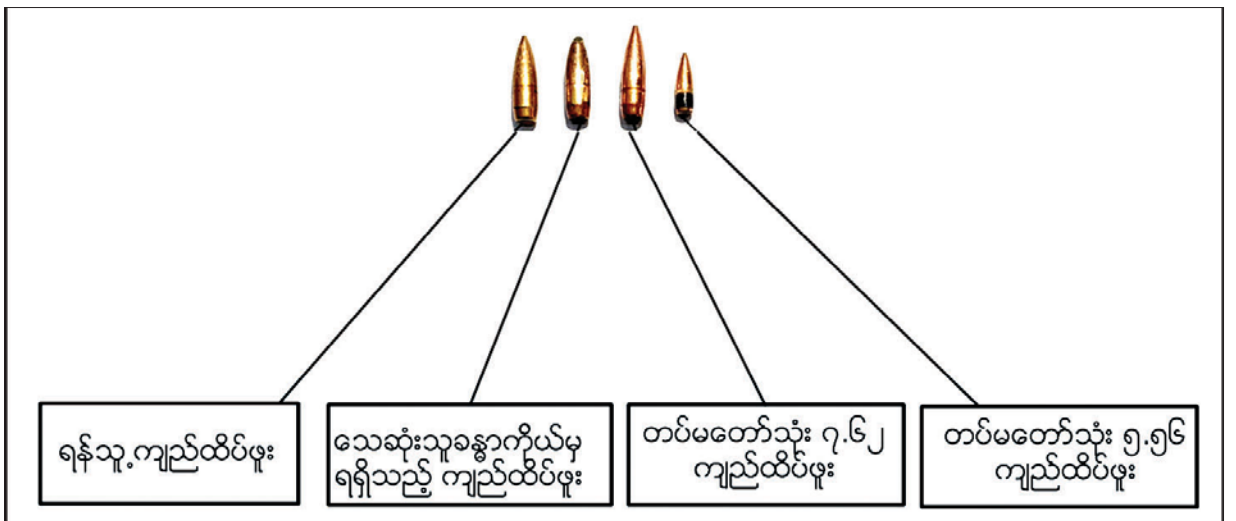 ရန်သူ့ကျည်ထိပ်ဖူး
သေဆုံးသူခန္ဓာကိုယ်မှ
ရရှိသည့် ကျည်ထိပ်ဖူး
တပ်မတော်သုံး ၇.၆၂
ကျည်ထိပ်ဖူး
တပ်မတော်သုံး ၅.၅၆
ကျည်ထိပ်ဖူး